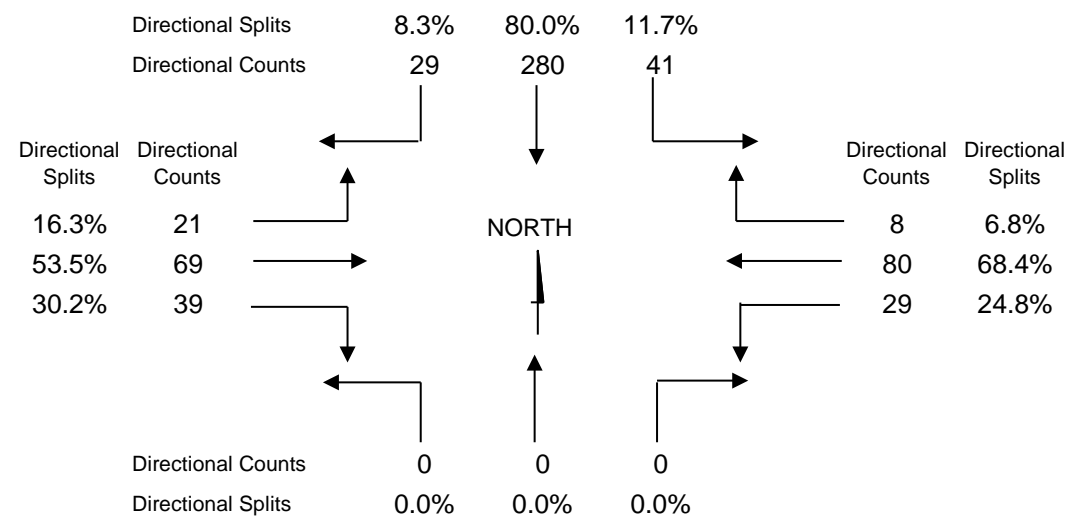 Directional Splits 8.3% 80.0% 11.7%
Directional Counts 29 280 41
Directional Directional Directional Directional
Splits Counts Counts Splits
16.3% 21 NORTH 8 6.8%
53.5% 69 80 68.4%
30.2% 39 29 24.8%
Directional Counts 0 0 0
Directional Splits 0.0% 0.0% 0.0%